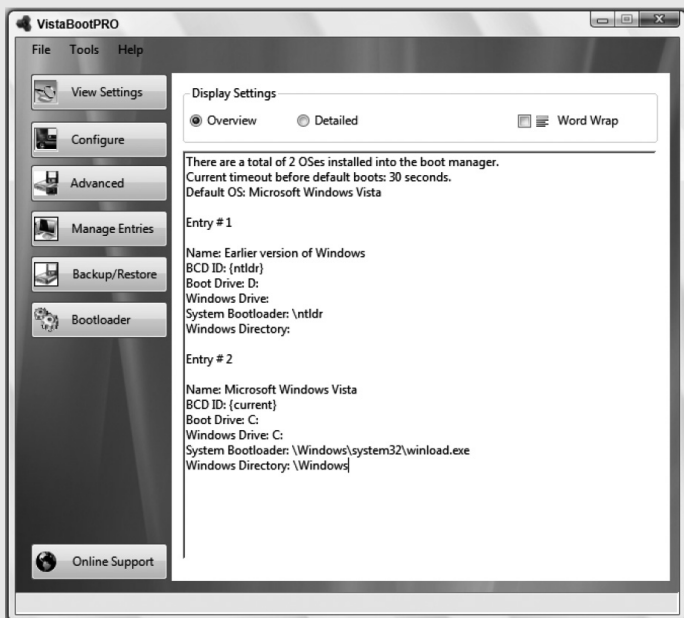 VistaBootPRO
File Tools Help
View Settings
Configure
Advanced
Manage Entries
Backup/Restore
Bootloader
Online Support
Display Settings
Overview Detailed Word Wrap
There are a total of 2 OSes installed into the boot manager.
Current timeout before default boots: 30 seconds.
Default OS: Microsoft Windows Vista
Entry # 1
Name: Earlier version of Windows
BCD ID: {ntldr}
Boot Drive: D:
Windows Drive:
System Bootloader: \ntldr
Windows Directory:
Entry # 2
Name: Microsoft Windows Vista
BCD ID: {current}
Boot Drive: C:
Windows Drive: C:
System Bootloader: \Windows\system32\winload.exe
Windows Directory: \Windows